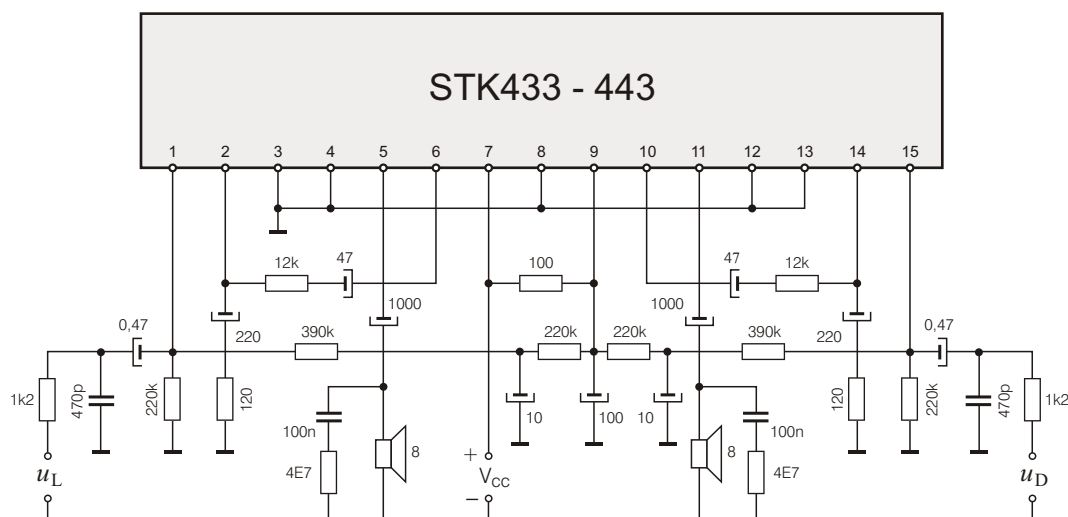 STK433 - 443
1 2 3 4 5 6 7 8 9 10 11 12 13 14 15
12k 47 100 47 12k
1000 1000
0,47 220 390k 220k 220k 390k 220 0,47
1k2 470p 220k 120 10 100 10 120 220k 470p 1k2
100n 8 8 100n
4E7 4E7
+
uL VCC uD
−